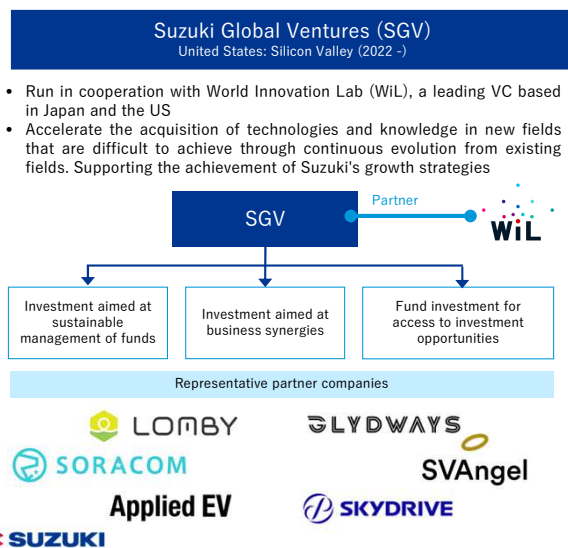 Suzuki Global Ventures (SGV)
United States: Silicon Valley (2022 -)
• Run in cooperation with World Innovation Lab (WiL), a leading VC based
in Japan and the US
• Accelerate the acquisition of technologies and knowledge in new fields
that are difficult to achieve through continuous evolution from existing
fields. Supporting the achievement of Suzuki's growth strategies
SGV
Partner
WiL
Investment aimed at
sustainable
management of funds
Investment aimed at
business synergies
Fund investment for
access to investment
opportunities
Representative partner companies
LOMBY
GLYDWAYS
SORACOM
SVAngel
Applied EV
SKYDRIVE
SUZUKI